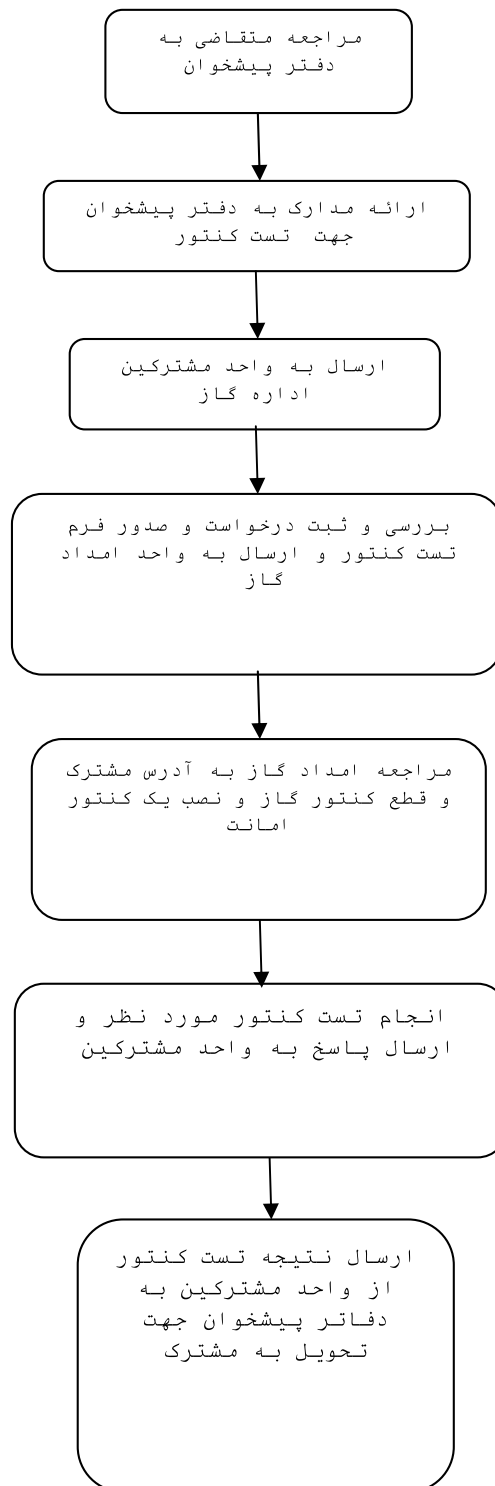 مراجعه متقاضی به
دفتر پیشخوان
ارائه مدارک به دفتر پیشخوان
جهت تست کنتور
ارسال به واحد مشترکین
اداره گاز
بررسی و ثبت درخواست و صدور فرم
تست کنتور و ارسال به واحد امداد
گاز
مراجعه امداد گاز به آدرس مشترک
و قطع کنتور گاز و نصب یک کنتور
امانت
انجام تست کنتور مورد نظر و
ارسال پاسخ به واحد مشترکین
ارسال نتیجه تست کنتور
از واحد مشترکین به
دفاتر پیشخوان جهت
تحویل به مشترک